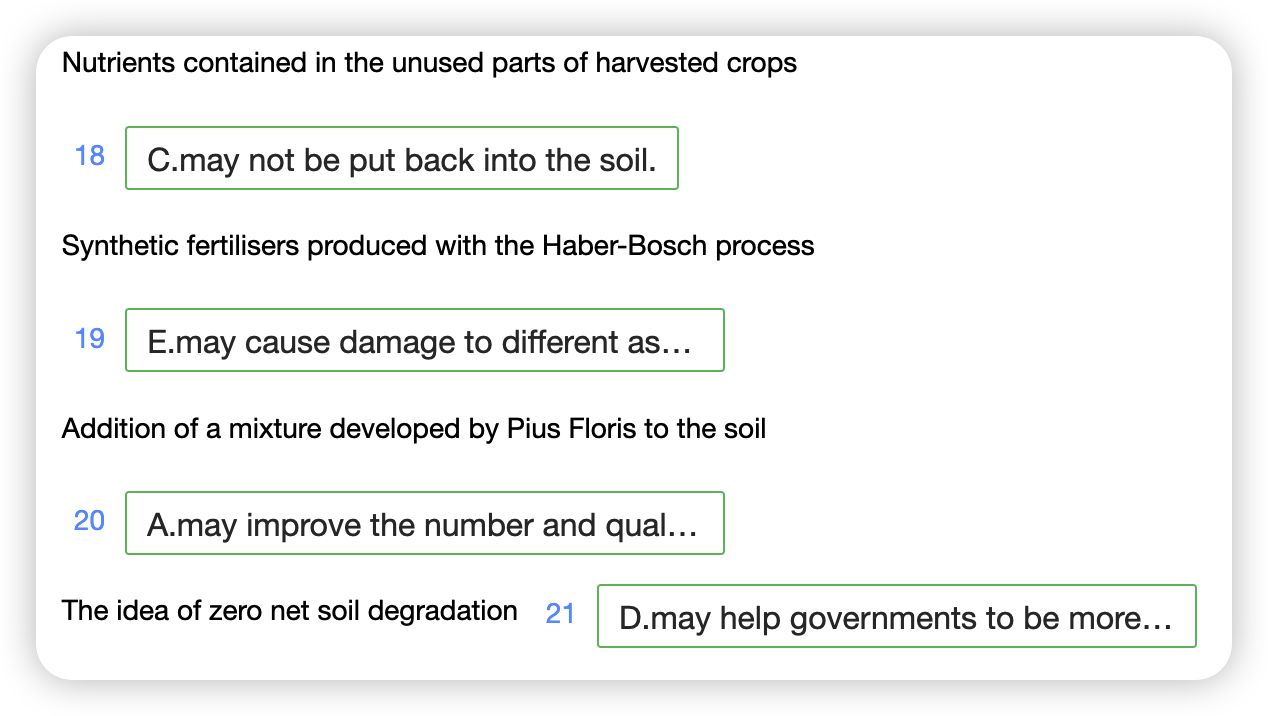 Nutrients contained in the unused parts of harvested crops
18 C.may not be put back into the soil.
Synthetic fertilisers produced with the Haber-Bosch process
19 E.may cause damage to different as…
Addition of a mixture developed by Pius Floris to the soil
20 A.may improve the number and qual…
The idea of zero net soil degradation 21 D.may help governments to be more…